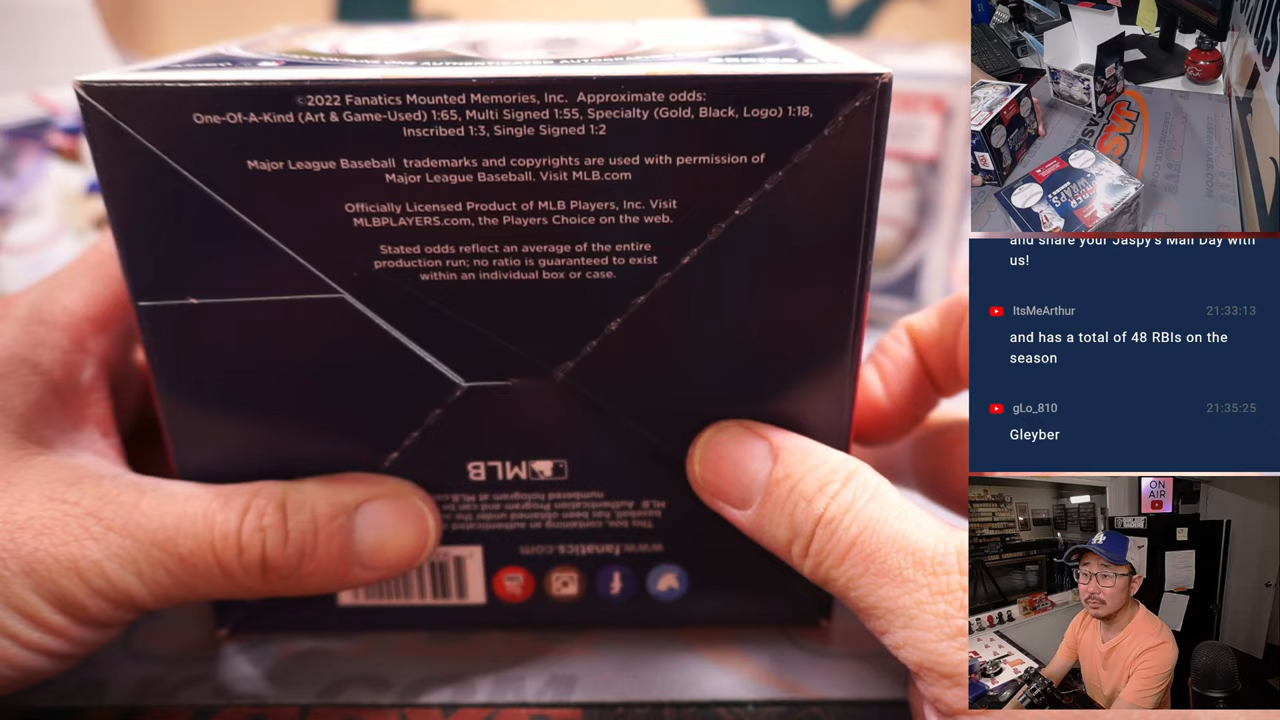 ©2022 Fanatics Mounted Memories, Inc. Approximate odds:
One-Of-A-Kind (Art & Game-Used) 1:65, Multi Signed 1:55, Specialty (Gold, Black, Logo) 1:18,
Inscribed 1:3, Single Signed 1:2
Major League Baseball trademarks and copyrights are used with permission of
Major League Baseball. Visit MLB.com
Officially Licensed Product of MLB Players, Inc. Visit
MLBPLAYERS.com, the Players Choice on the web.
Stated odds reflect an average of the entire
production run; no ratio is guaranteed to exist
within an individual box or case.
MLB
www.fanatics.com
and share your Jaspy's Mail Day with
us!
ItsMeArthur 21:33:13
and has a total of 48 RBIs on the
season
gLo_810 21:35:25
Gleyber
ON
AIR